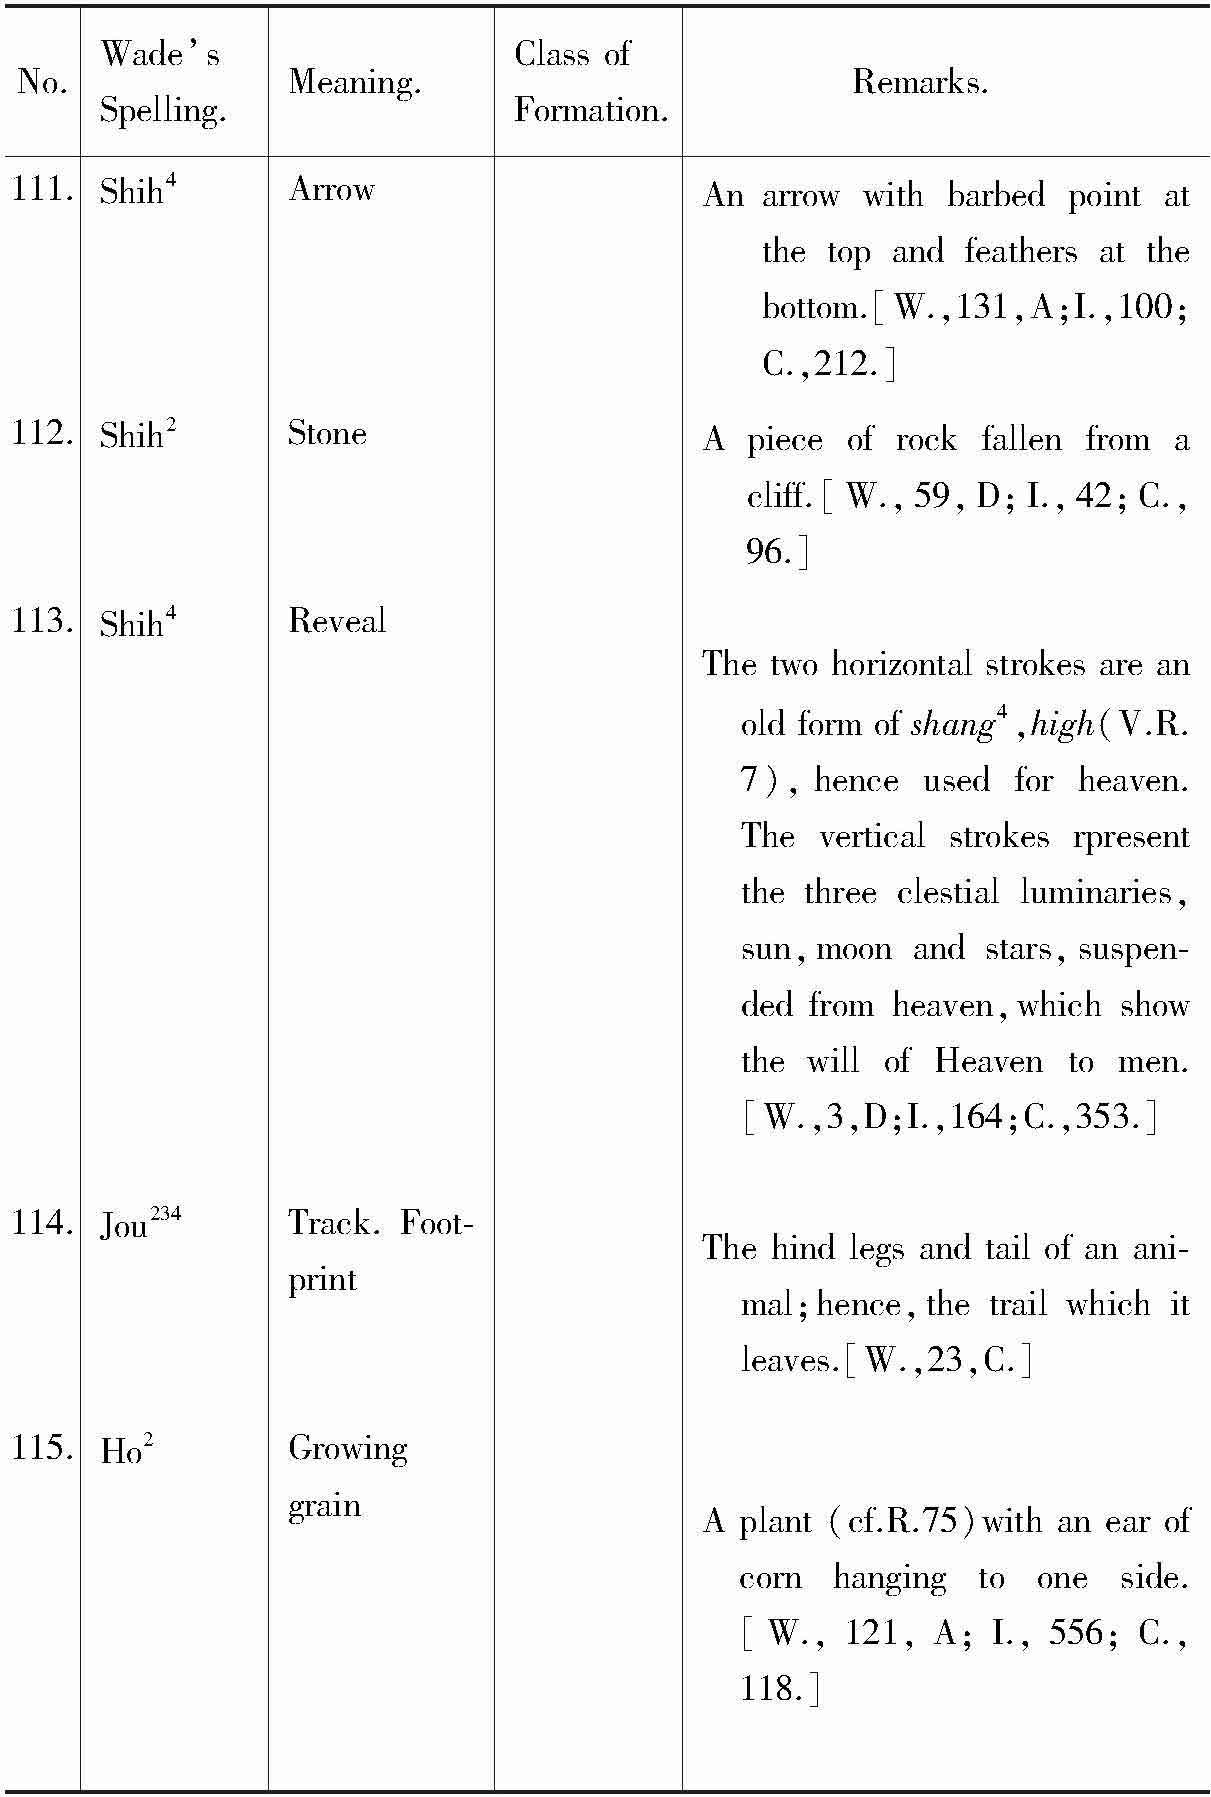 No. Wade's Spelling. Meaning. Class of Formation. Remarks.
111. Shih⁴ Arrow An arrow with barbed point at
the top and feathers at the
bottom.[ W.,131,A;I.,100;
C.,212.]
112. Shih² Stone A piece of rock fallen from a
cliff.[ W., 59, D; I., 42; C.,
96.]
113. Shih⁴ Reveal
The two horizontal strokes are an
old form of shang⁴,high( V.R.
7), hence used for heaven.
The vertical strokes rpresent
the three clestial luminaries,
sun, moon and stars, suspen-
ded from heaven, which show
the will of Heaven to men.
[ W.,3,D;I.,164;C.,353.]
114. Jou²³⁴ Track. Foot-
print
The hind legs and tail of an ani-
mal;hence, the trail which it
leaves.[ W.,23,C.]
115. Ho² Growing
grain
A plant (cf.R.75)with an ear of
corn hanging to one side.
[ W., 121, A; I., 556; C.,
118.]